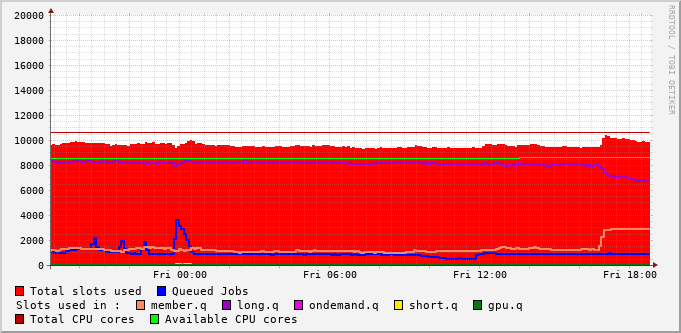 20000
18000
16000
14000
12000
10000
8000
6000
4000
2000
0
Fri 00:00 Fri 06:00 Fri 12:00 Fri 18:00
RRDTOOL / TOBI OETIKER
Total slots used Queued Jobs
Slots used in : member.q long.q ondemand.q short.q gpu.q
Total CPU cores Available CPU cores